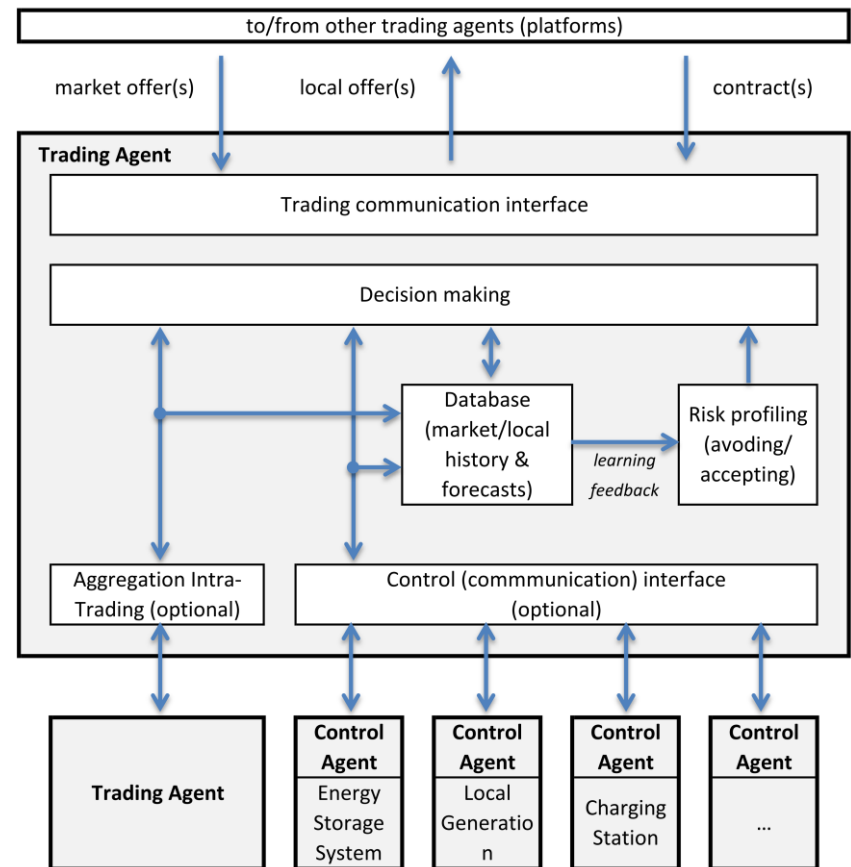 to/from other trading agents (platforms)
market offer(s)
local offer(s)
contract(s)
Trading Agent
Trading communication interface
Decision making
Database
(market/local
history &
forecasts)
learning
feedback
Risk profiling
(avoding/
accepting)
Aggregation Intra-
Trading (optional)
Control (commmunication) interface
(optional)
Trading Agent
Control
Agent
Energy
Storage
System
Control
Agent
Local
Generatio
n
Control
Agent
Charging
Station
Control
Agent
...